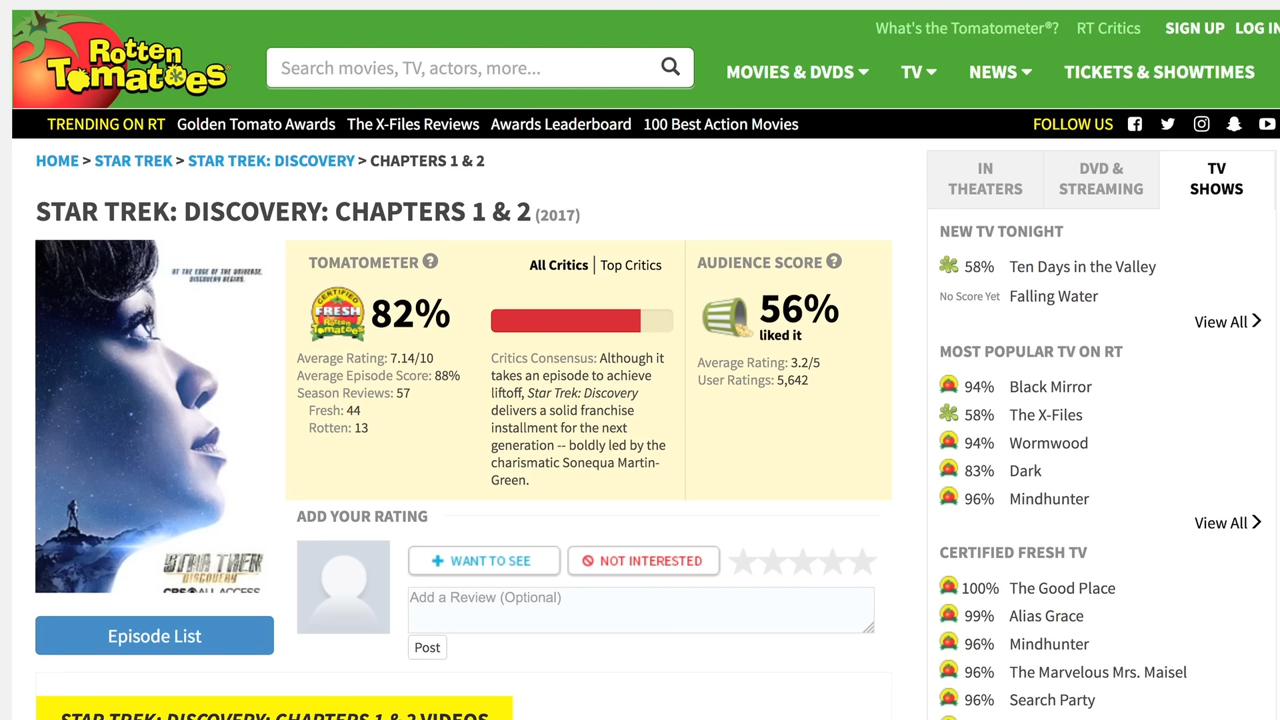 Rotten
Tomatoes
Search movies, TV, actors, more...
What's the Tomatometer®? RT Critics SIGN UP LOG IN
MOVIES & DVDS TV NEWS TICKETS & SHOWTIMES
TRENDING ON RT Golden Tomato Awards The X-Files Reviews Awards Leaderboard 100 Best Action Movies FOLLOW US
HOME > STAR TREK > STAR TREK: DISCOVERY > CHAPTERS 1 & 2
STAR TREK: DISCOVERY: CHAPTERS 1 & 2 (2017)
AT THE EDGE OF THE UNIVERSE,
DISCOVERY BEGINS.
STAR TREK
DISCOVERY
CBS ALL ACCESS
Episode List
TOMATOMETER ?
All Critics | Top Critics
CERTIFIED
FRESH
Rotten
Tomatoes
82%
Average Rating: 7.14/10
Average Episode Score: 88%
Season Reviews: 57
Fresh: 44
Rotten: 13
Critics Consensus: Although it
takes an episode to achieve
liftoff, Star Trek: Discovery
delivers a solid franchise
installment for the next
generation -- boldly led by the
charismatic Sonequa Martin-
Green.
AUDIENCE SCORE ?
56%
liked it
Average Rating: 3.2/5
User Ratings: 5,642
ADD YOUR RATING
+ WANT TO SEE
NOT INTERESTED
Add a Review (Optional)
Post
STAR TREK: DISCOVERY: CHAPTERS 1 & 2 VIDEOS
IN
THEATERS
DVD &
STREAMING
TV
SHOWS
NEW TV TONIGHT
58% Ten Days in the Valley
No Score Yet Falling Water
View All
MOST POPULAR TV ON RT
94% Black Mirror
58% The X-Files
94% Wormwood
83% Dark
96% Mindhunter
View All
CERTIFIED FRESH TV
100% The Good Place
99% Alias Grace
96% Mindhunter
96% The Marvelous Mrs. Maisel
96% Search Party